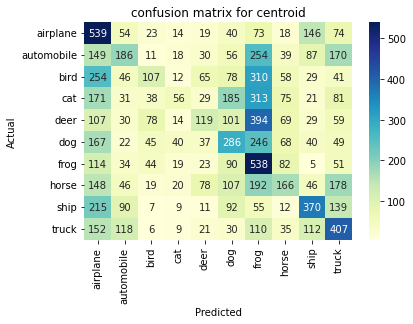 confusion matrix for centroid
airplane 539 54 23 14 19 40 73 18 146 74
automobile 149 186 11 18 30 56 254 39 87 170
bird 254 46 107 12 65 78 310 58 29 41
cat 171 31 38 56 29 185 313 75 21 81
deer 107 30 78 14 119 101 394 69 29 59
dog 167 22 45 40 37 286 246 68 40 49
frog 114 34 44 19 23 90 538 82 5 51
horse 148 46 19 20 78 107 192 166 46 178
ship 215 90 7 9 11 92 55 12 370 139
truck 152 118 6 9 21 30 110 35 112 407
airplane automobile bird cat deer dog frog horse ship truck
Predicted
Actual
500
400
300
200
100